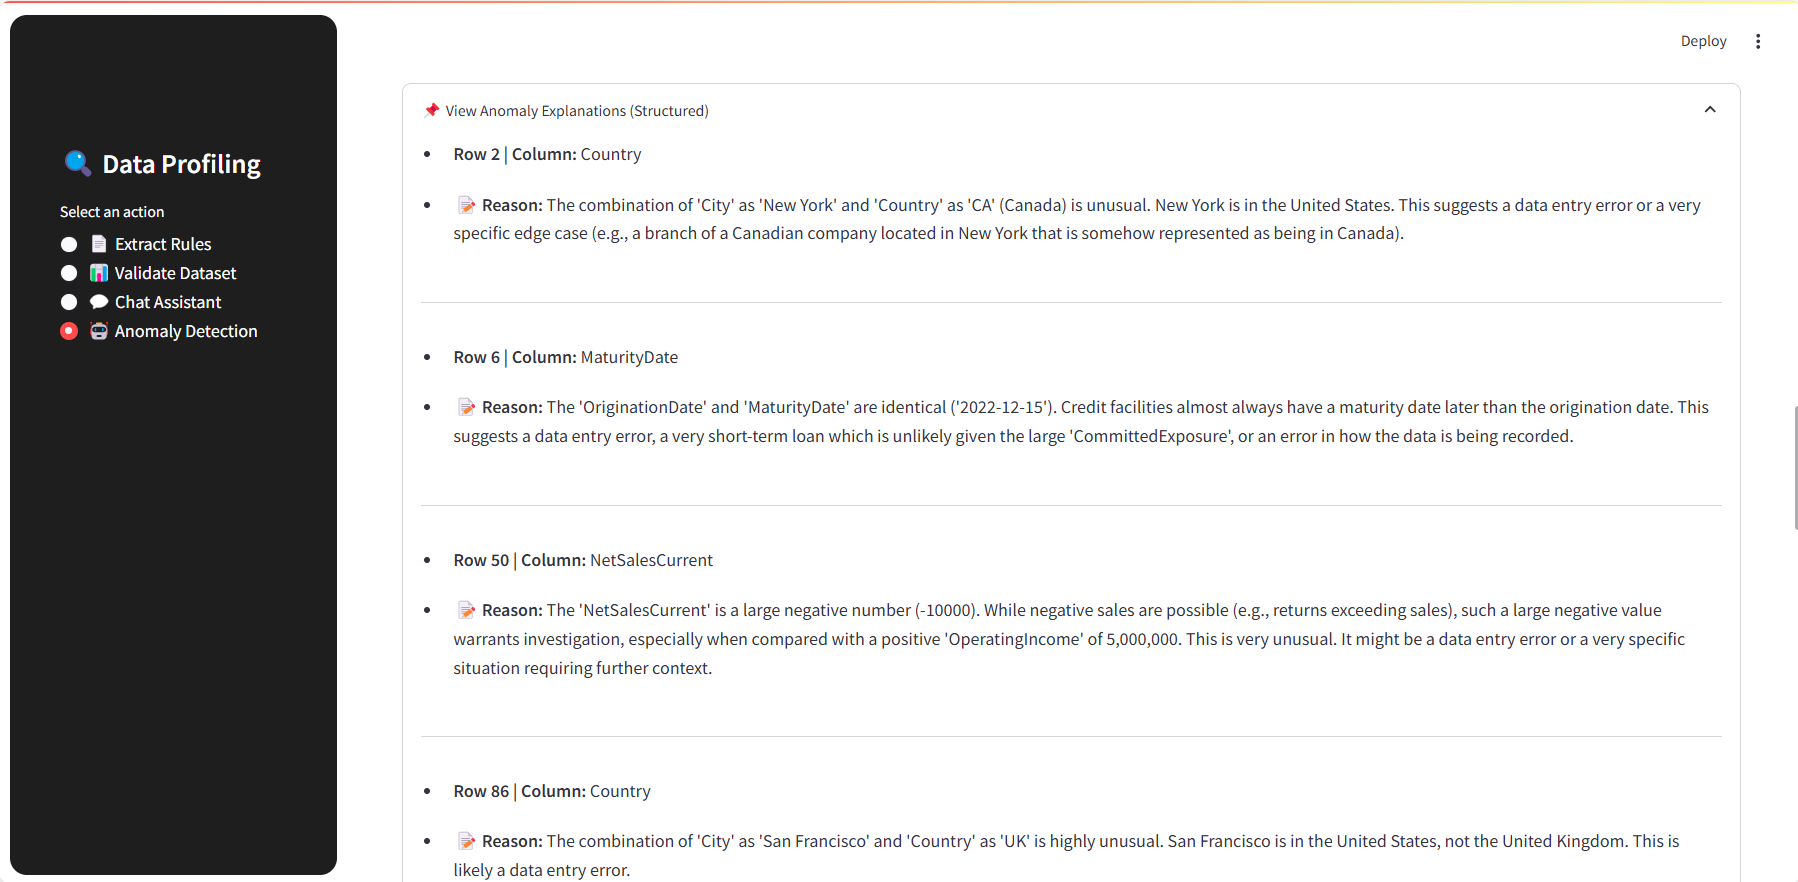 Deploy
Data Profiling
Select an action
Extract Rules
Validate Dataset
Chat Assistant
Anomaly Detection
View Anomaly Explanations (Structured)
Row 2 | Column: Country
Reason: The combination of 'City' as 'New York' and 'Country' as 'CA' (Canada) is unusual. New York is in the United States. This suggests a data entry error or a very
specific edge case (e.g., a branch of a Canadian company located in New York that is somehow represented as being in Canada).
Row 6 | Column: MaturityDate
Reason: The 'OriginationDate' and 'MaturityDate' are identical ('2022-12-15'). Credit facilities almost always have a maturity date later than the origination date. This
suggests a data entry error, a very short-term loan which is unlikely given the large 'CommittedExposure', or an error in how the data is being recorded.
Row 50 | Column: NetSalesCurrent
Reason: The 'NetSalesCurrent' is a large negative number (-10000). While negative sales are possible (e.g., returns exceeding sales), such a large negative value
warrants investigation, especially when compared with a positive 'OperatingIncome' of 5,000,000. This is very unusual. It might be a data entry error or a very specific
situation requiring further context.
Row 86 | Column: Country
Reason: The combination of 'City' as 'San Francisco' and 'Country' as 'UK' is highly unusual. San Francisco is in the United States, not the United Kingdom. This is
likely a data entry error.